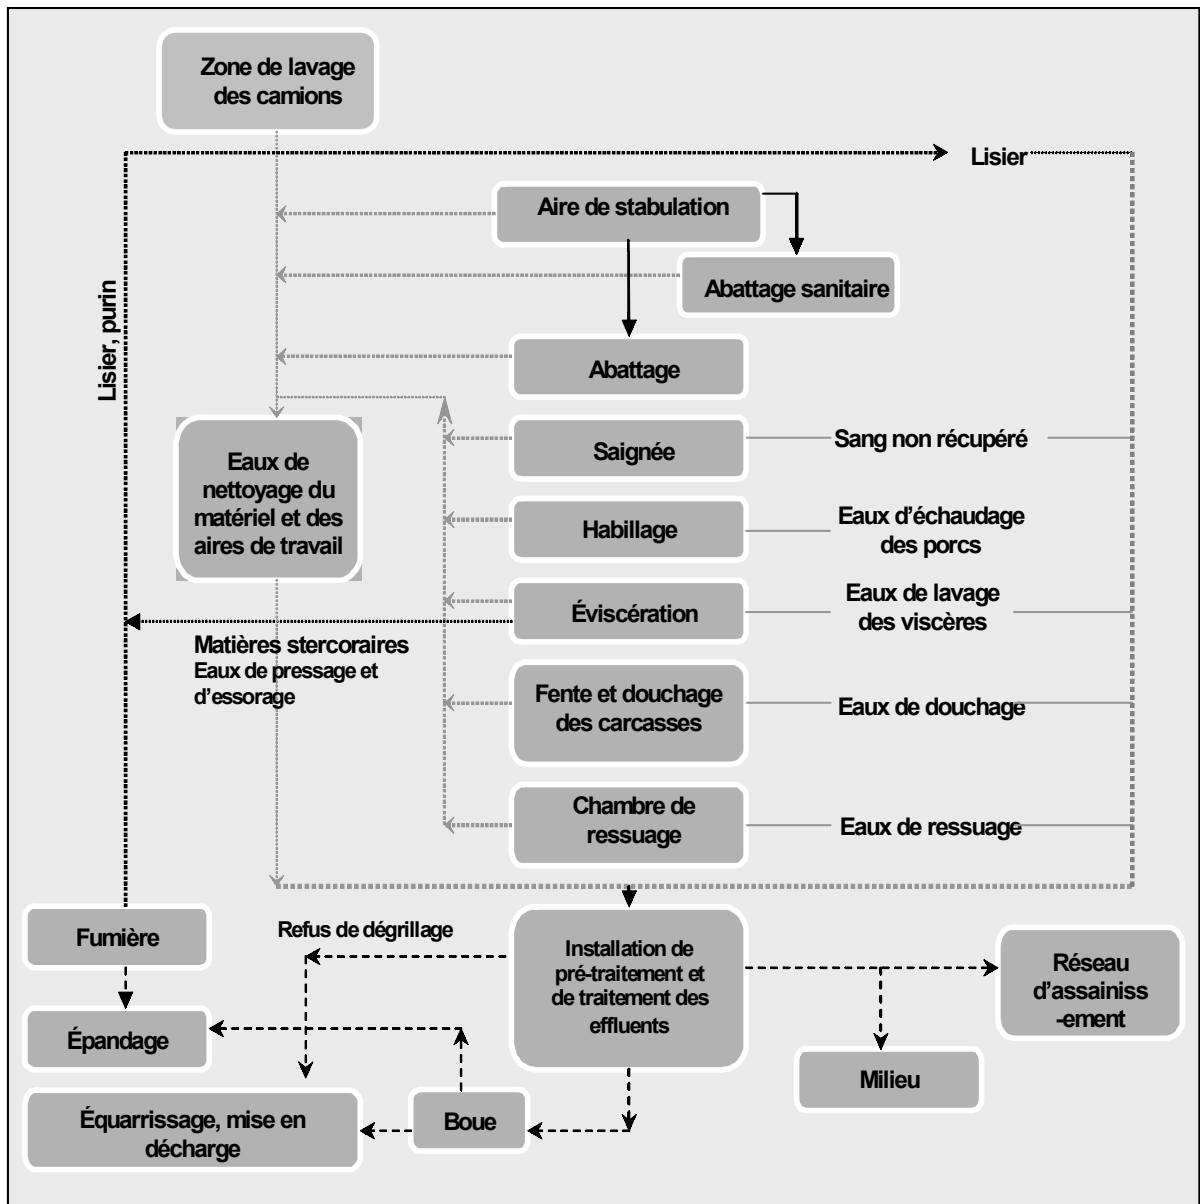 Zone de lavage
des camions
Lisier
Aire de stabulation
Abattage sanitaire
Lisier, purin
Abattage
Saignée
Sang non récupéré
Eaux de
nettoyage du
matériel et des
aires de travail
Habillage
Eaux d’échaudage
des porcs
Éviscération
Eaux de lavage
des viscères
Matières stercoraires
Eaux de pressage et
d’essorage
Fente et douchage
des carcasses
Eaux de douchage
Chambre de
ressuage
Eaux de ressuage
Fumière
Refus de dégrillage
Installation de
pré-traitement et
de traitement des
effluents
Réseau
d’assainiss
-ement
Épandage
Milieu
Équarrissage, mise en
décharge
Boue